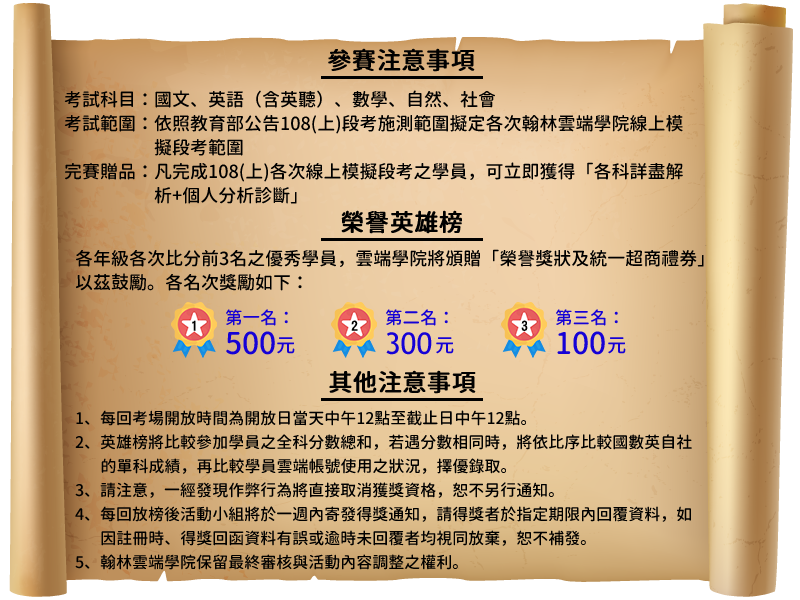 參賽注意事項
考試科目：國文、英語（含英聽）、數學、自然、社會
考試範圍：依照教育部公告108(上)段考施測範圍擬定各次翰林雲端學院線上模
擬段考範圍
完賽贈品：凡完成108(上)各次線上模擬段考之學員，可立即獲得「各科詳盡解
析+個人分析診斷」
榮譽英雄榜
各年級各次比分前3名之優秀學員，雲端學院將頒贈「榮譽獎狀及統一超商禮券」
以茲鼓勵。各名次獎勵如下：
1 第一名： 2 第二名： 3 第三名：
500元 300元 100元
其他注意事項
1、每回考場開放時間為開放日當天中午12點至截止日中午12點。
2、英雄榜將比較參加學員之全科分數總和，若遇分數相同時，將依比序比較國數英自社
的單科成績，再比較學員雲端帳號使用之狀況，擇優錄取。
3、請注意，一經發現作弊行為將直接取消獲獎資格，恕不另行通知。
4、每回放榜後活動小組將於一週內寄發得獎通知，請得獎者於指定期限內回覆資料，如
因註冊時、得獎回函資料有誤或逾時未回覆者均視同放棄，恕不補發。
5、翰林雲端學院保留最終審核與活動內容調整之權利。